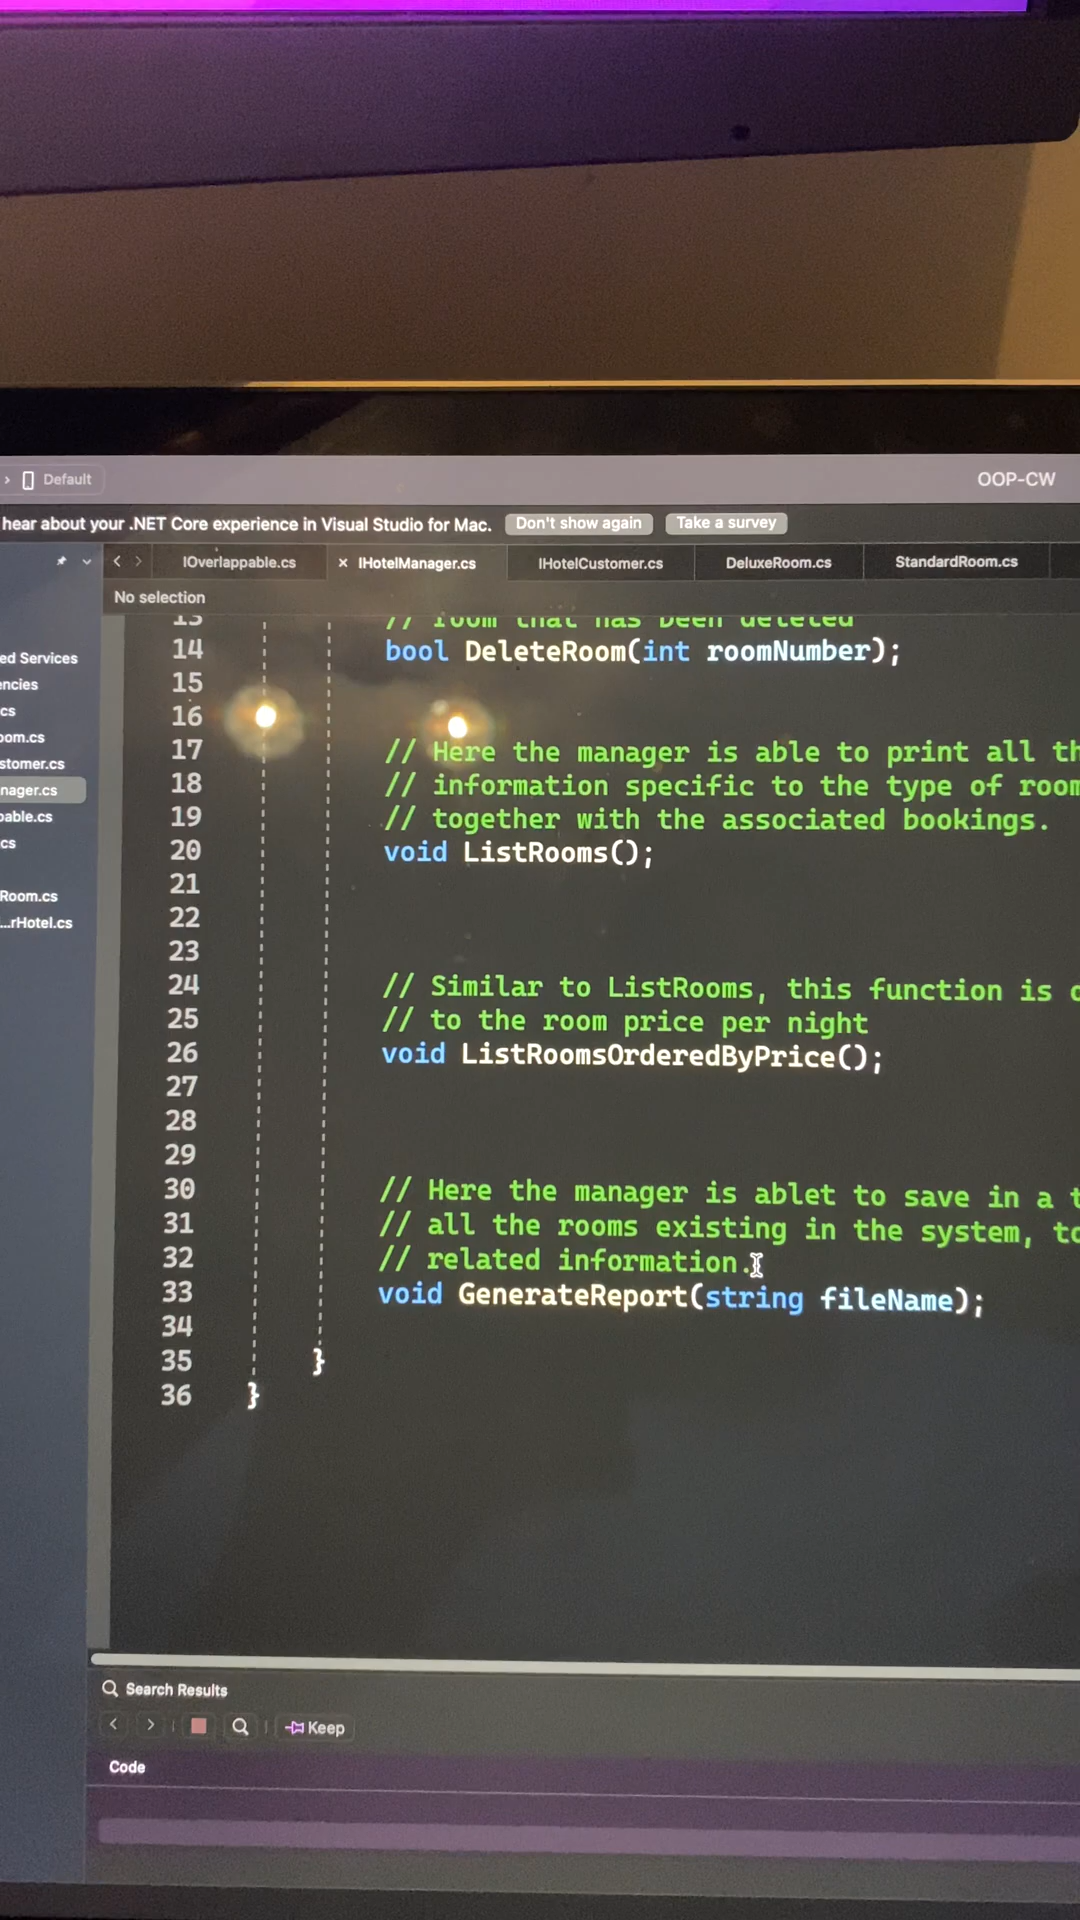 Default
OOP-CW
hear about your .NET Core experience in Visual Studio for Mac. Don't show again Take a survey
IOverlappable.cs IHotelManager.cs IHotelCustomer.cs DeluxeRoom.cs StandardRoom.cs
No selection
ed Services
encies
cs
oom.cs
stomer.cs
nager.cs
pable.cs
cs
Room.cs
...rHotel.cs
13 // room that has been deleted
14 bool DeleteRoom(int roomNumber);
15
16
17 // Here the manager is able to print all th
18 // information specific to the type of room
19 // together with the associated bookings.
20 void ListRooms();
21
22
23
24 // Similar to ListRooms, this function is o
25 // to the room price per night
26 void ListRoomsOrderedByPrice();
27
28
29
30 // Here the manager is ablet to save in a t
31 // all the rooms existing in the system, to
32 // related information.
33 void GenerateReport(string fileName);
34
35 }
36 }
Search Results
Keep
Code